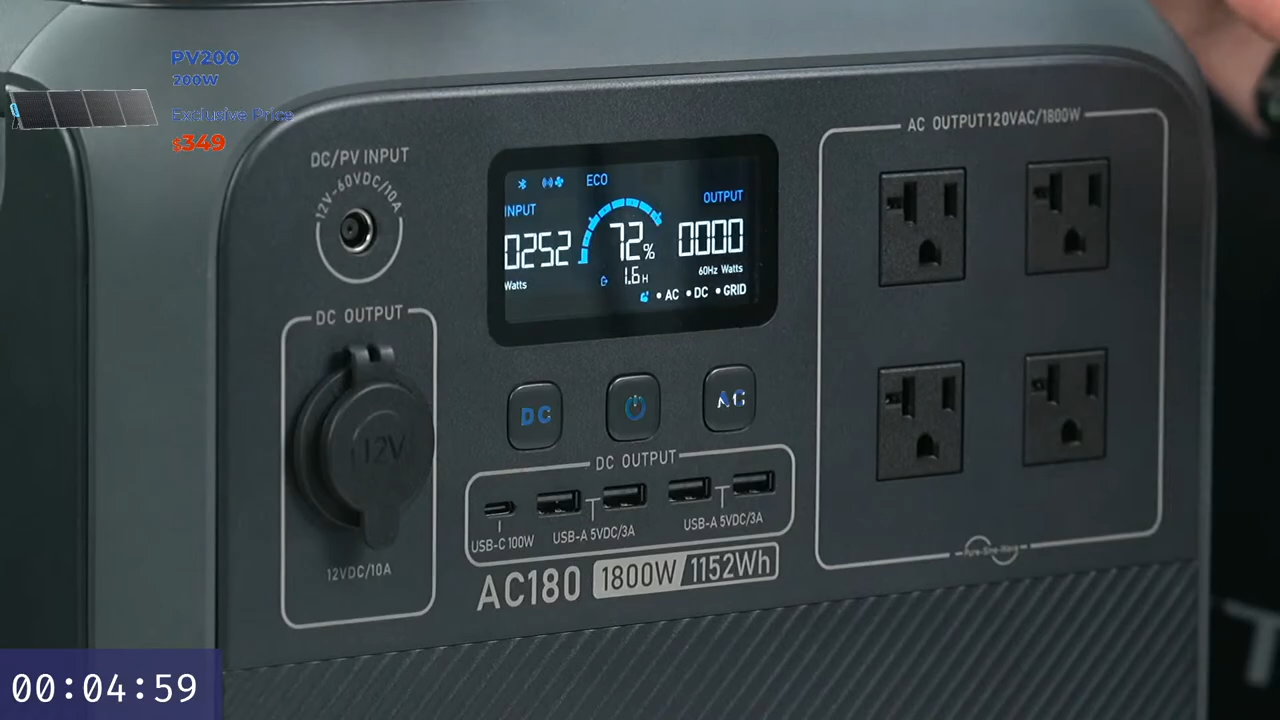 PV200
200W
Exclusive Price
$349
DC/PV INPUT
12V-60VDC/10A
DC OUTPUT
12V
12VDC/10A
ECO
INPUT
0252
Watts
72%
1.6H
OUTPUT
0000
60Hz Watts
AC DC GRID
DC
AC
DC OUTPUT
USB-C 100W
USB-A 5VDC/3A
USB-A 5VDC/3A
AC180 1800W/1152Wh
AC OUTPUT 120VAC/1800W
Pure-Sine-Wave
T
00:04:59